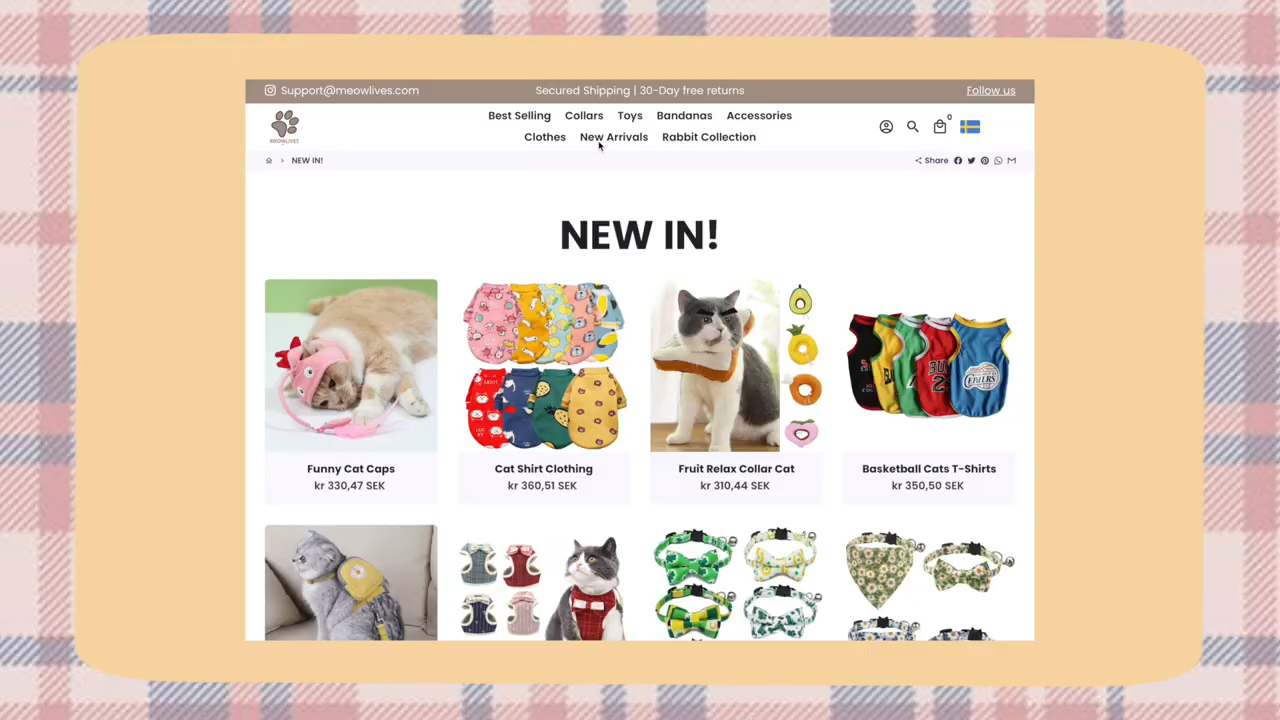 Support@meowlives.com
Secured Shipping | 30-Day free returns
Follow us
MEOWLIVES
Best Selling
Collars
Toys
Bandanas
Accessories
Clothes
New Arrivals
Rabbit Collection
0
NEW IN!
Share
NEW IN!
Funny Cat Caps
kr 330,47 SEK
Cat Shirt Clothing
kr 360,51 SEK
Fruit Relax Collar Cat
kr 310,44 SEK
Basketball Cats T-Shirts
kr 350,50 SEK